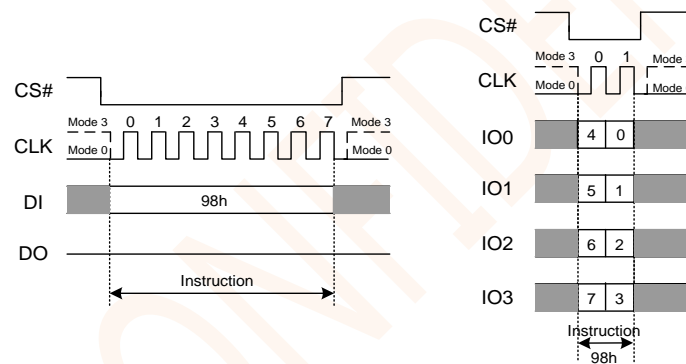 CS#
Mode 3 0 1 2 3 4 5 6 7 Mode 3
CLK
Mode 0 Mode 0
DI 98h
DO
Instruction
CS#
Mode 3 0 1 Mode
CLK
Mode 0 Mode
IO0 4 0
IO1 5 1
IO2 6 2
IO3 7 3
Instruction
98h